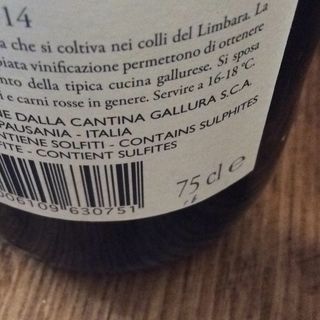 14
a che si coltiva nei colli del Limbara. La
piata vinificazione permettono di ottenere
nto della tipica cucina gallurese. Si sposa
i e carni rosse in genere. Servire a 16-18 °C.
NE DALLA CANTINA GALLURA S.C.A.
PAUSANIA - ITALIA
NTIENE SOLFITI - CONTAINS SULPHITES
FITE - CONTIENT SULFITES
006109 630751
75 cl e